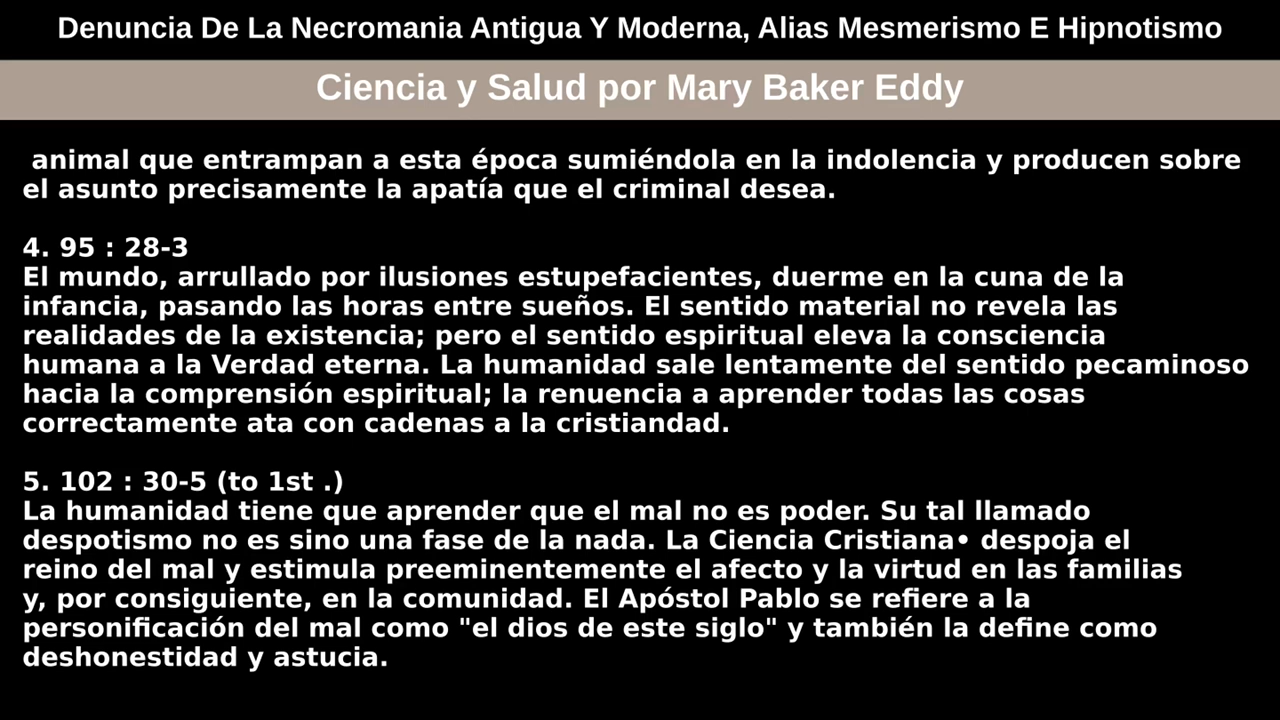 Denuncia De La Necromania Antigua Y Moderna, Alias Mesmerismo E Hipnotismo
Ciencia y Salud por Mary Baker Eddy
animal que entrampan a esta época sumiéndola en la indolencia y producen sobre
el asunto precisamente la apatía que el criminal desea.
4. 95 : 28-3
El mundo, arrullado por ilusiones estupefacientes, duerme en la cuna de la
infancia, pasando las horas entre sueños. El sentido material no revela las
realidades de la existencia; pero el sentido espiritual eleva la consciencia
humana a la Verdad eterna. La humanidad sale lentamente del sentido pecaminoso
hacia la comprensión espiritual; la renuencia a aprender todas las cosas
correctamente ata con cadenas a la cristiandad.
5. 102 : 30-5 (to 1st .)
La humanidad tiene que aprender que el mal no es poder. Su tal llamado
despotismo no es sino una fase de la nada. La Ciencia Cristiana• despoja el
reino del mal y estimula preeminentemente el afecto y la virtud en las familias
y, por consiguiente, en la comunidad. El Apóstol Pablo se refiere a la
personificación del mal como "el dios de este siglo" y también la define como
deshonestidad y astucia.